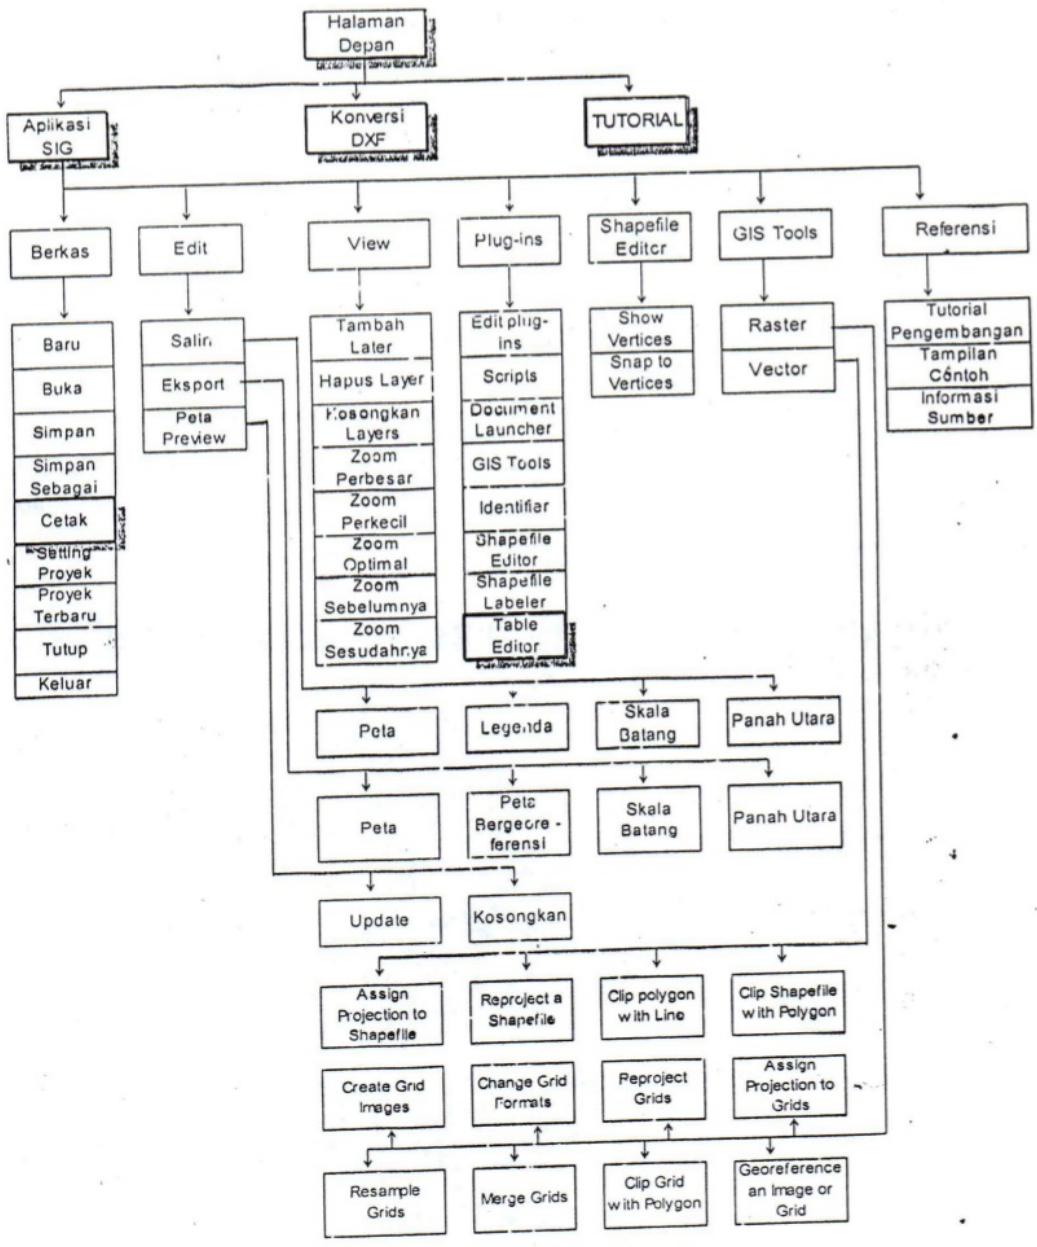 Halaman
Depan
Aplikasi
SIG
Konversi
DXF
TUTORIAL
Berkas
Edit
View
Plug-ins
Shapefile
Editor
GIS Tools
Referensi
Baru
Buka
Simpan
Simpan
Sebagai
Cetak
Setting
Proyek
Proyek
Terbaru
Tutup
Keluar
Salin
Eksport
Peta
Preview
Tambah
Later
Hapus Layer
Kosongkan
Layers
Zoom
Perbesar
Zoom
Perkecil
Zoom
Optimal
Zoom
Sebelumnya
Zoom
Sesudahnya
Edit plug-
ins
Scripts
Document
Launcher
GIS Tools
Identifier
Shapefile
Editor
Shapefile
Labeler
Table
Editor
Show
Vertices
Snap to
Vertices
Raster
Vector
Tutorial
Pengembangan
Tampilan
Contoh
Informasi
Sumber
Peta
Legenda
Skala
Batang
Panah Utara
Peta
Peta
Bergeore -
ferensi
Skala
Batang
Panah Utara
Update
Kosongkan
Assign
Projection to
Shapefile
Reproject a
Shapefile
Clip polygon
with Line
Clip Shapefile
with Polygon
Create Grid
Images
Change Grid
Formats
Reproject
Grids
Assign
Projection to
Grids
Resample
Grids
Merge Grids
Clip Grid
with Polygon
Georeference
an Image or
Grid